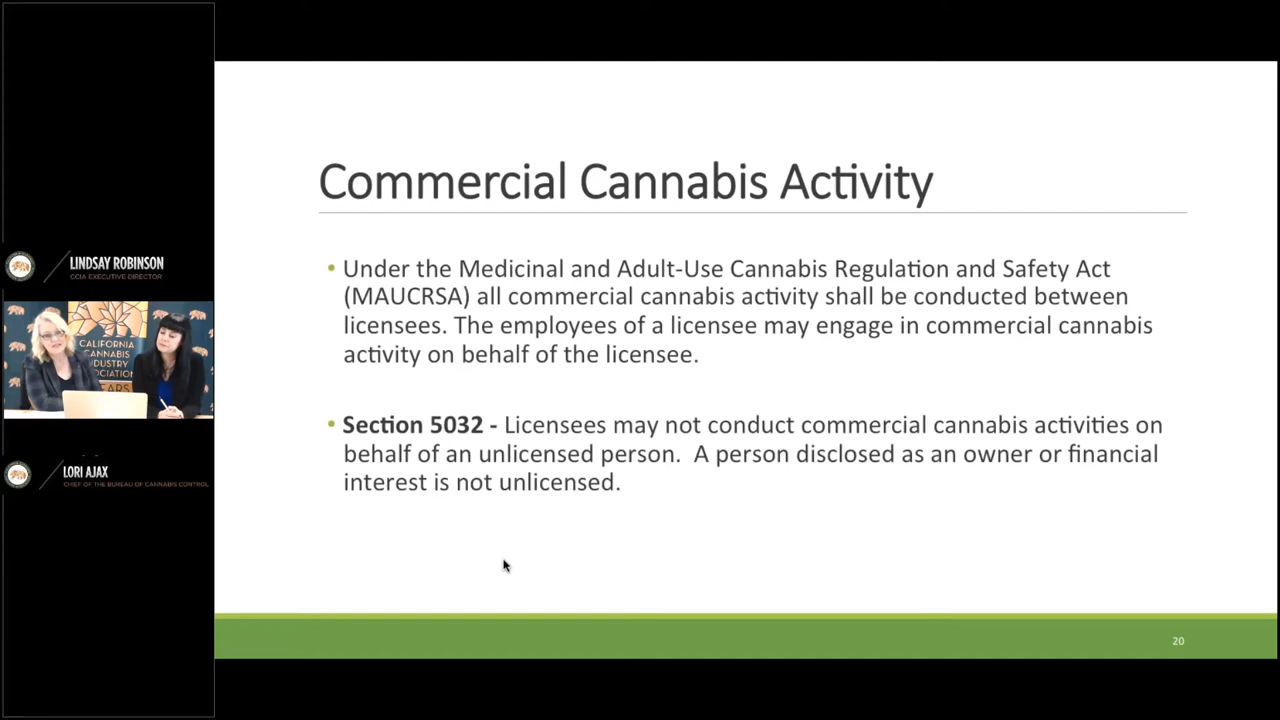 Commercial Cannabis Activity
• Under the Medicinal and Adult-Use Cannabis Regulation and Safety Act
(MAUCRSA) all commercial cannabis activity shall be conducted between
licensees. The employees of a licensee may engage in commercial cannabis
activity on behalf of the licensee.
• Section 5032 - Licensees may not conduct commercial cannabis activities on
behalf of an unlicensed person.  A person disclosed as an owner or financial
interest is not unlicensed.
20
LINDSAY ROBINSON
CCIA EXECUTIVE DIRECTOR
CALIFORNIA
CANNABIS
INDUSTRY
LORI AJAX
CHIEF OF THE BUREAU OF CANNABIS CONTROL